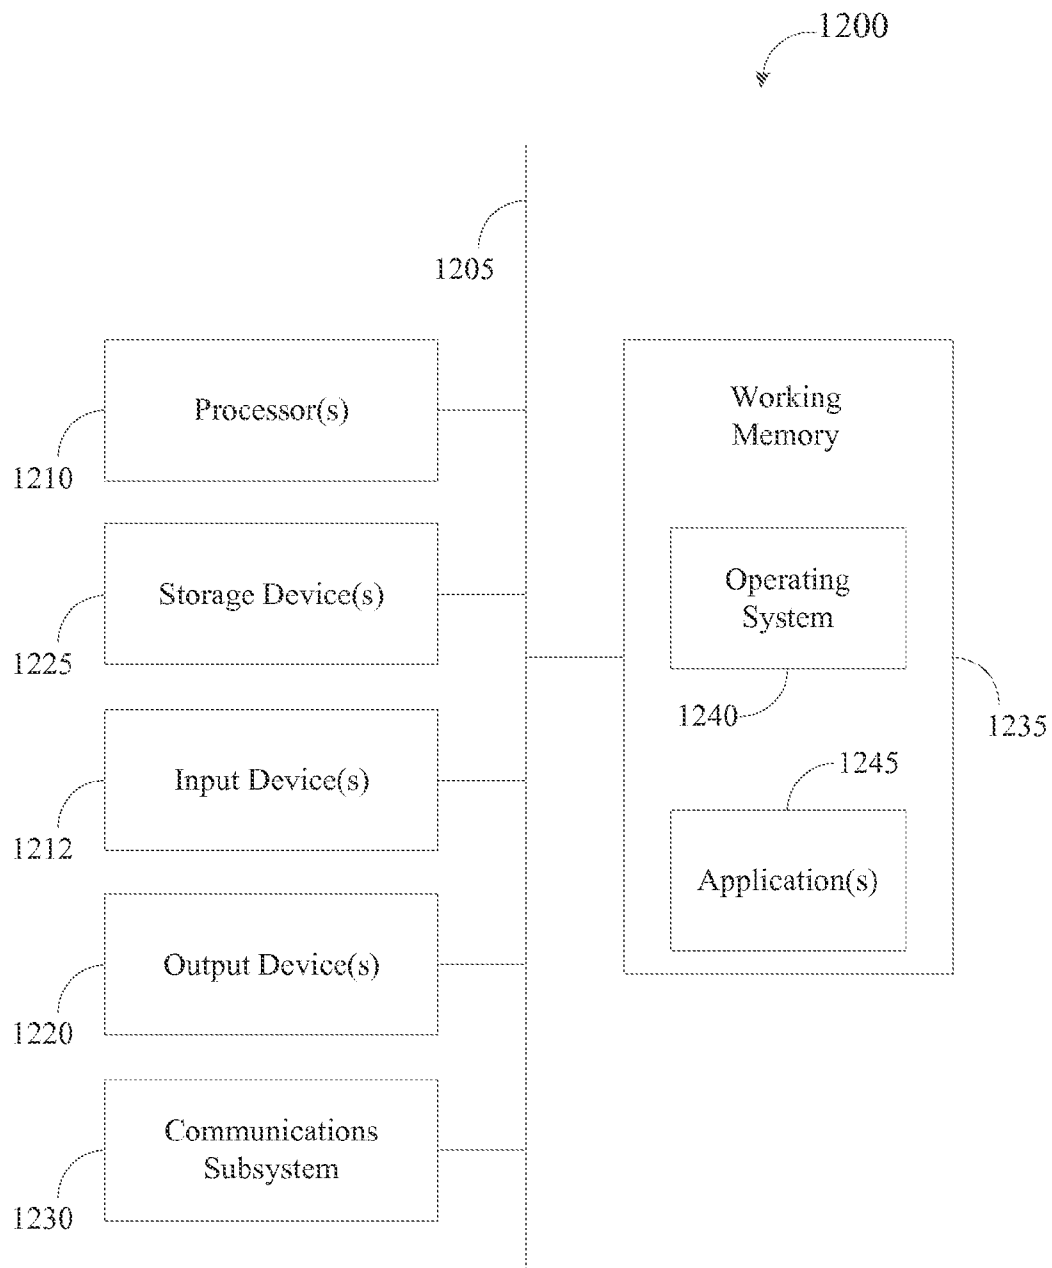 1200
1205
Processor(s)
1210
Storage Device(s)
1225
Input Device(s)
1212
Output Device(s)
1220
Communications
Subsystem
1230
Working
Memory
Operating
System
1240
1235
1245
Application(s)